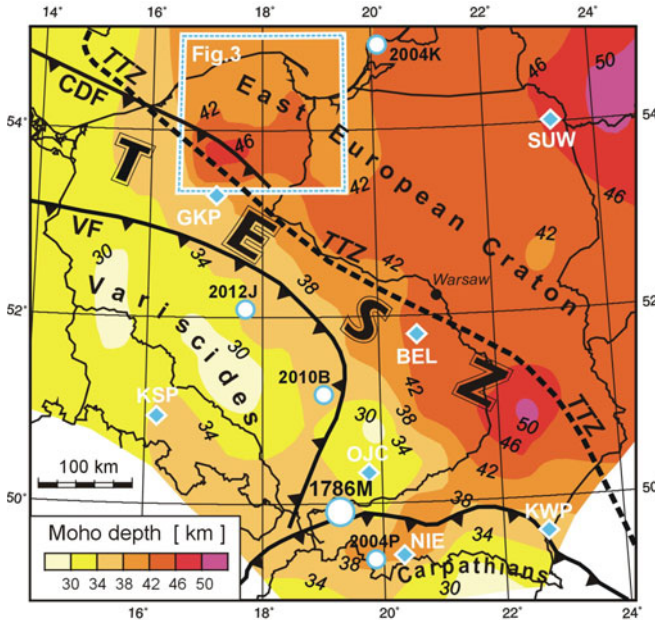 14° 16° 18° 20° 22° 24°
TTZ
Fig.3
2004K
46
50
CDF
42
East European Craton
54°
54°
46
SUW
T
46
42
GKP
VF
E
TTZ
30
34
42
42
38
Warsaw
52°
2012J
52°
Variscides
S
30
BEL
2010B
Z
KSP
42
38
50
30
34
34
46
TTZ
OJC
100 km
42
50°
1786M
38
50°
KWP
Moho depth [ km ]
2004P
NIE
34
38
Carpathians
30 34 38 42 46 50
34
30
16° 18° 20° 22° 24°